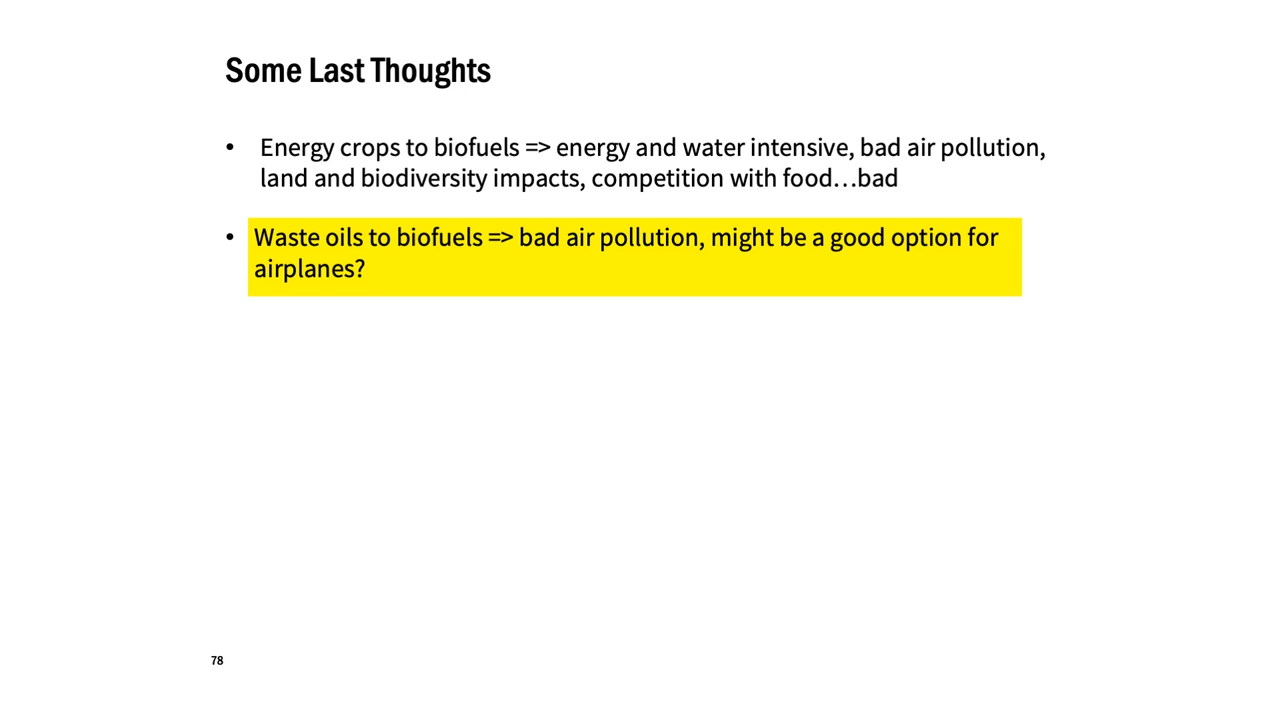 Some Last Thoughts
• Energy crops to biofuels => energy and water intensive, bad air pollution,
land and biodiversity impacts, competition with food…bad
• Waste oils to biofuels => bad air pollution, might be a good option for
airplanes?
78